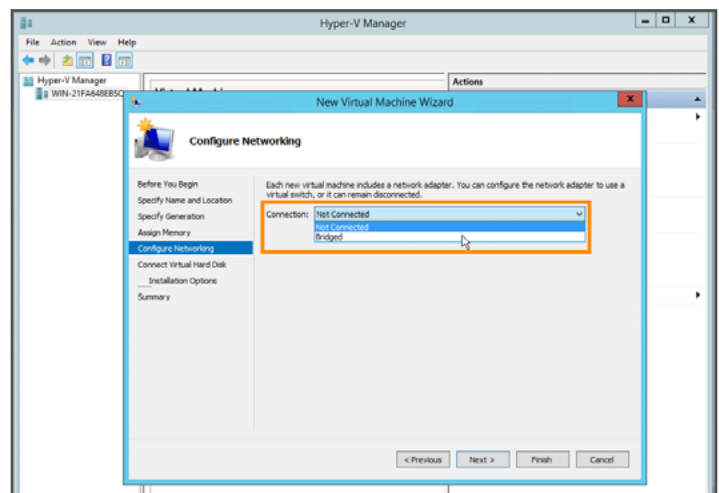 Hyper-V Manager
File Action View Help
Hyper-V Manager
Actions
New Virtual Machine Wizard
Configure Networking
Before You Begin
Specify Name and Location
Specify Generation
Assign Memory
Configure Networking
Connect Virtual Hard Disk
Installation Options
Summary
Each new virtual machine includes a network adapter. You can configure the network adapter to use a
virtual switch, or it can remain disconnected.
Connection: Not Connected
Not Connected
Bridged
< Previous Next > Finish Cancel